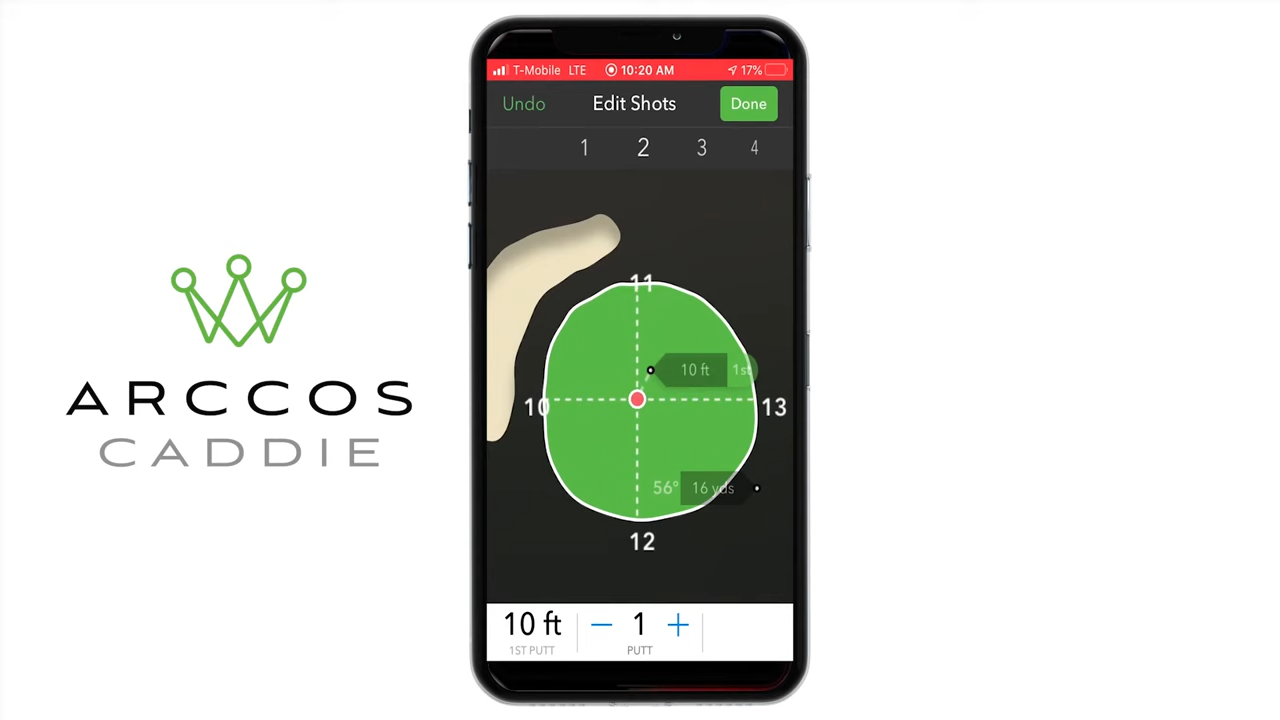 ARCCOS
CADDIE
T-Mobile LTE 10:20 AM 17%
Undo Edit Shots Done
1 2 3 4
11
10 ft 1st
10 13
56° 16 yds
12
10 ft 1
1ST PUTT PUTT